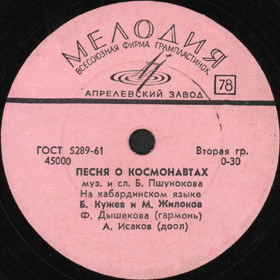 МЕЛОДИЯ
ВСЕСОЮЗНАЯ ФИРМА ГРАМПЛАСТИНОК
78
АПРЕЛЕВСКИЙ ЗАВОД
ГОСТ 5289-61 Вторая гр.
45000 0-30
ПЕСНЯ О КОСМОНАВТАХ
муз. и сл. Б. Пшунокова
На кабардинском языке
Б. Кужев и М. Жилоков
Ф. Дышекова (гармонь)
А. Исаков (доол)